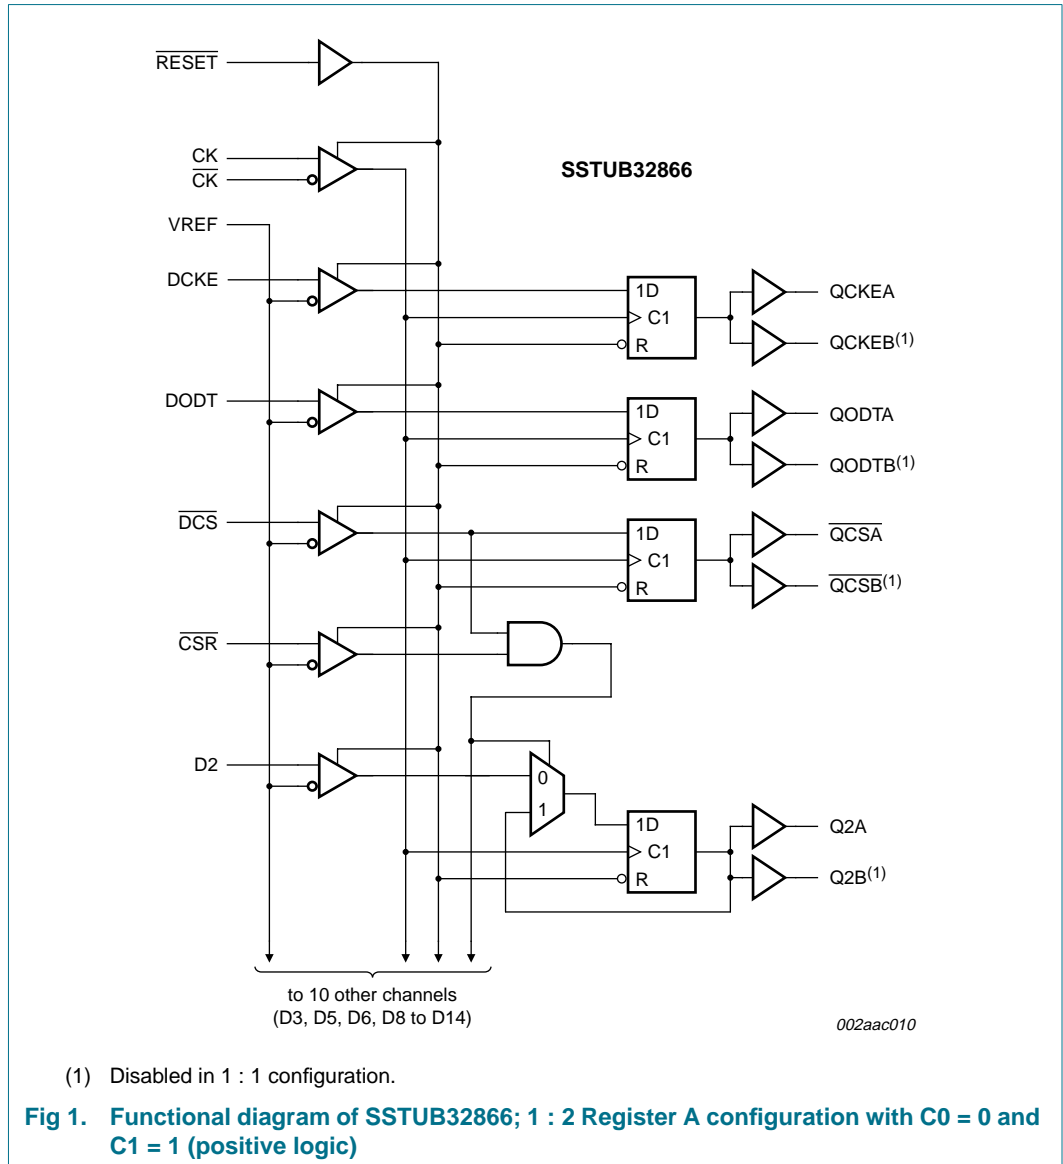 RESET
CK
CK
SSTUB32866
VREF
DCKE
1D
C1
R
QCKEA
QCKEB(1)
DODT
1D
C1
R
QODTA
QODTB(1)
DCS
1D
C1
R
QCSA
QCSB(1)
CSR
D2
0
1
1D
C1
R
Q2A
Q2B(1)
to 10 other channels
(D3, D5, D6, D8 to D14)
002aac010
(1) Disabled in 1 : 1 configuration.
Fig 1. Functional diagram of SSTUB32866; 1 : 2 Register A configuration with C0 = 0 and
C1 = 1 (positive logic)